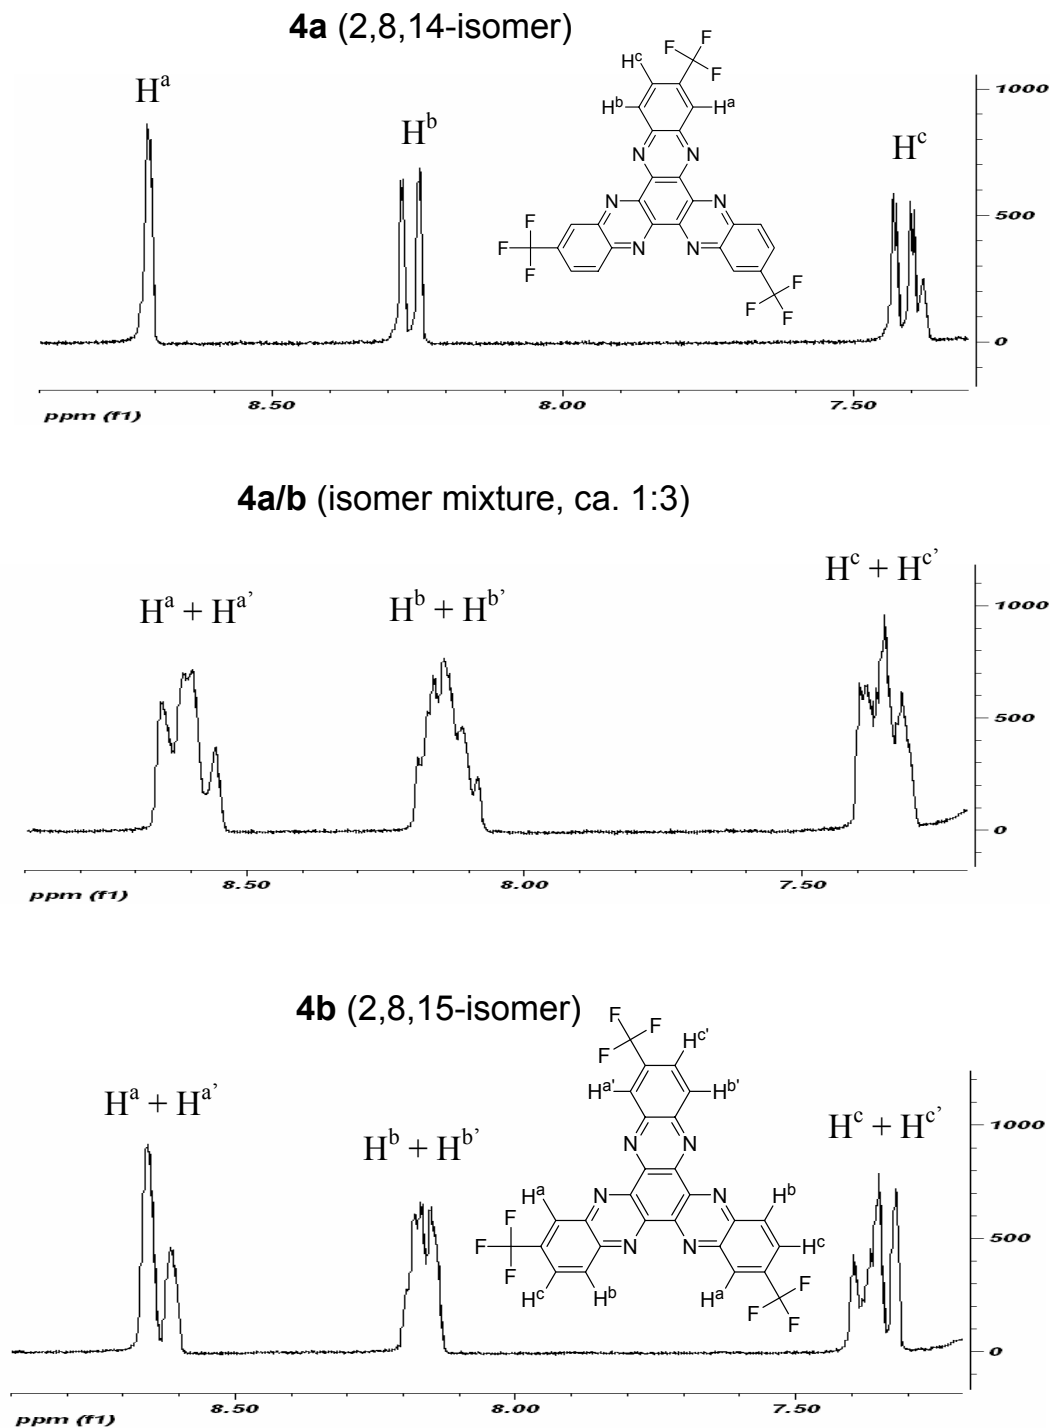 4a (2,8,14-isomer)
Hᵃ
Hᵇ
Hᶜ
Hᶜ
F
F
F
Hᵇ
Hᵃ
N
N
N
N
N
N
F
F
F
F
F
F
1000
500
0
8.50
8.00
7.50
ppm (f1)
4a/b (isomer mixture, ca. 1:3)
Hᵃ + Hᵃ’
Hᵇ + Hᵇ’
Hᶜ + Hᶜ’
1000
500
0
8.50
8.00
7.50
ppm (f1)
4b (2,8,15-isomer)
Hᵃ + Hᵃ’
Hᵇ + Hᵇ’
Hᶜ + Hᶜ’
F
F
F
Hᶜ'
Hᵃ'
Hᵇ'
N
N
N
N
N
N
Hᵃ
Hᵇ
F
F
F
Hᶜ
Hᶜ
Hᵇ
Hᵃ
F
F
F
1000
500
0
8.50
8.00
7.50
ppm (f1)